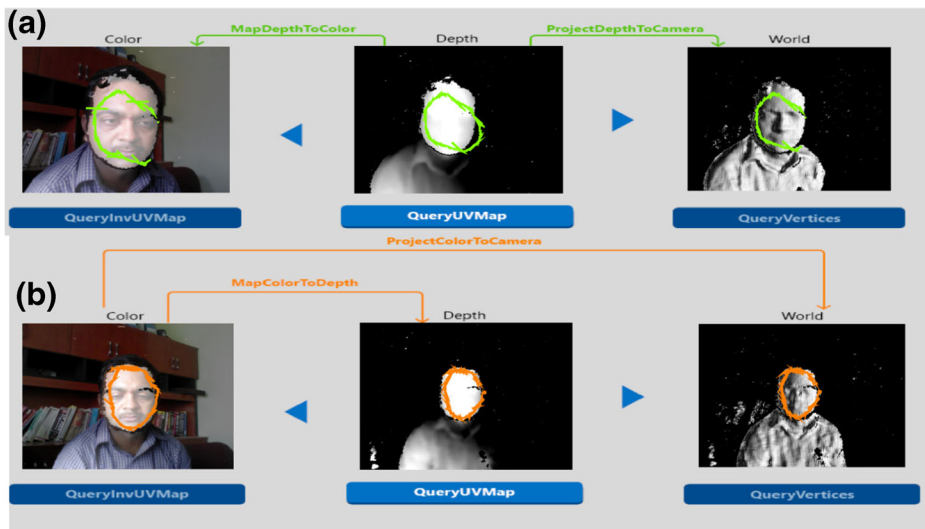 (a)
MapDepthToColor
ProjectDepthToCamera
Color
Depth
World
QueryInvUVMap
QueryUVMap
QueryVertices
ProjectColorToCamera
(b)
MapColorToDepth
Color
Depth
World
QueryInvUVMap
QueryUVMap
QueryVertices